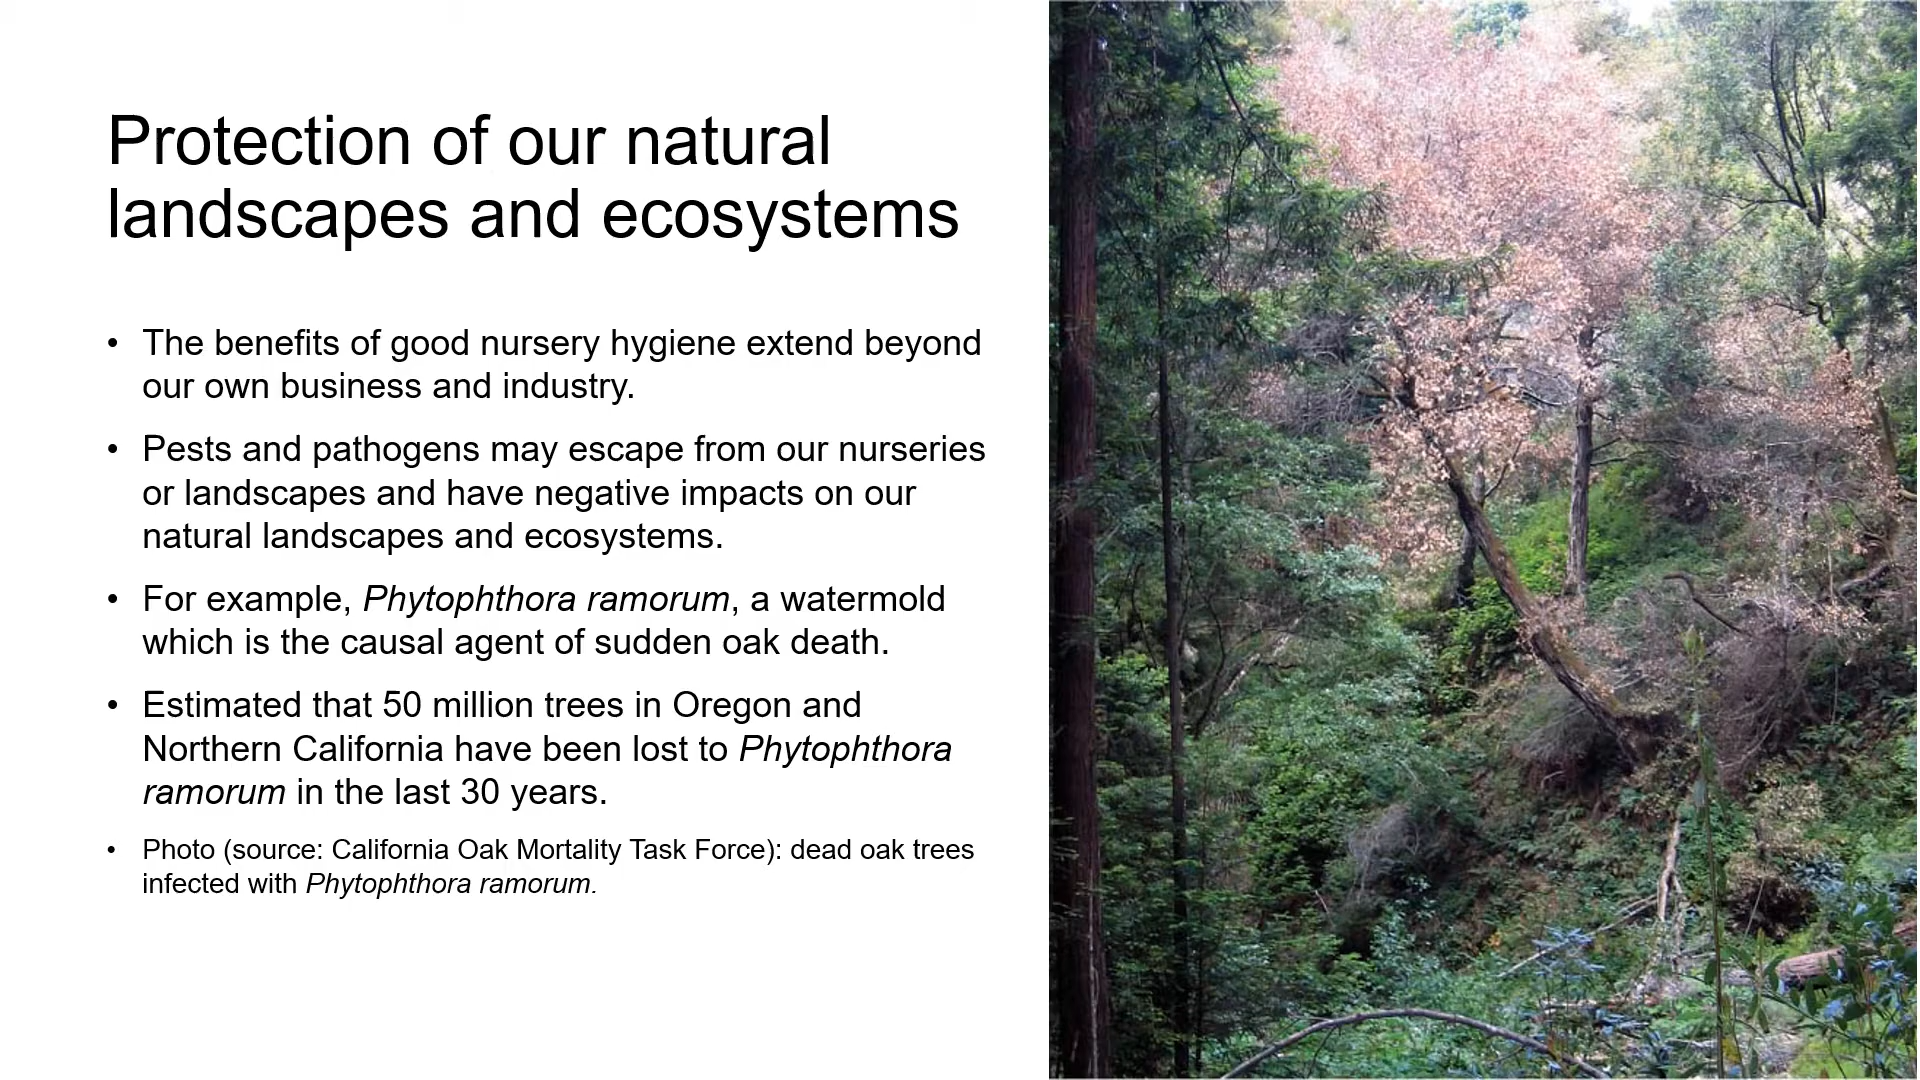 Protection of our natural
landscapes and ecosystems
• The benefits of good nursery hygiene extend beyond
our own business and industry.
• Pests and pathogens may escape from our nurseries
or landscapes and have negative impacts on our
natural landscapes and ecosystems.
• For example, Phytophthora ramorum, a watermold
which is the causal agent of sudden oak death.
• Estimated that 50 million trees in Oregon and
Northern California have been lost to Phytophthora
ramorum in the last 30 years.
• Photo (source: California Oak Mortality Task Force): dead oak trees
infected with Phytophthora ramorum.